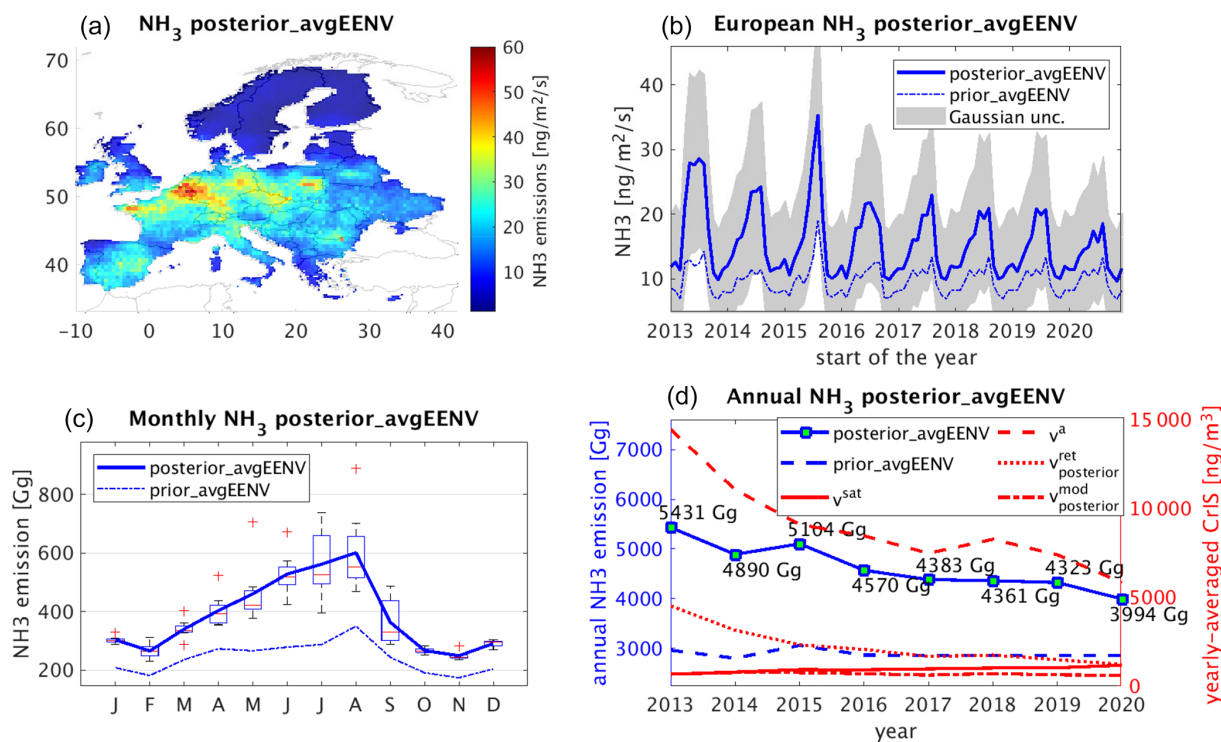 (a) NH3 posterior_avgEENV
70
60
50
40
−10 0 10 20 30 40
60
50
40
30
20
10
NH3 emissions [ng/m²/s]
(b) European NH3 posterior_avgEENV
posterior_avgEENV
prior_avgEENV
Gaussian unc.
40
30
20
10
NH3 [ng/m²/s]
2013 2014 2015 2016 2017 2018 2019 2020
start of the year
(c) Monthly NH3 posterior_avgEENV
posterior_avgEENV
prior_avgEENV
800
600
400
200
NH3 emission [Gg]
J F M A M J J A S O N D
(d) Annual NH3 posterior_avgEENV
posterior_avgEENV
prior_avgEENV
v^sat
v^a
v^ret posterior
v^mod posterior
7000
6000
5000
4000
3000
annual NH3 emission [Gg]
5431 Gg
4890 Gg
5104 Gg
4570 Gg
4383 Gg
4361 Gg
4323 Gg
3994 Gg
15 000
10 000
5000
0
yearly-averaged CrIS [ng/m³]
2013 2014 2015 2016 2017 2018 2019 2020
year